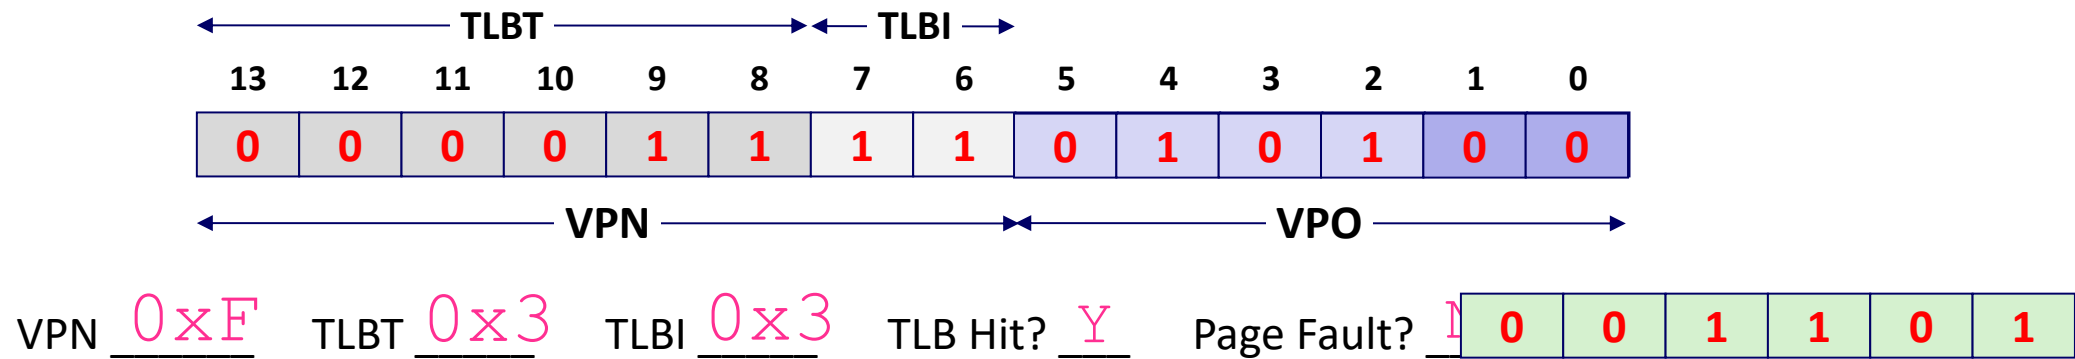 TLBT TLBI
13 12 11 10 9 8 7 6 5 4 3 2 1 0
0 0 0 0 1 1 1 1 0 1 0 1 0 0
VPN VPO
VPN 0xF TLBT 0x3 TLBI 0x3 TLB Hit? Y Page Fault? 0 0 1 1 0 1